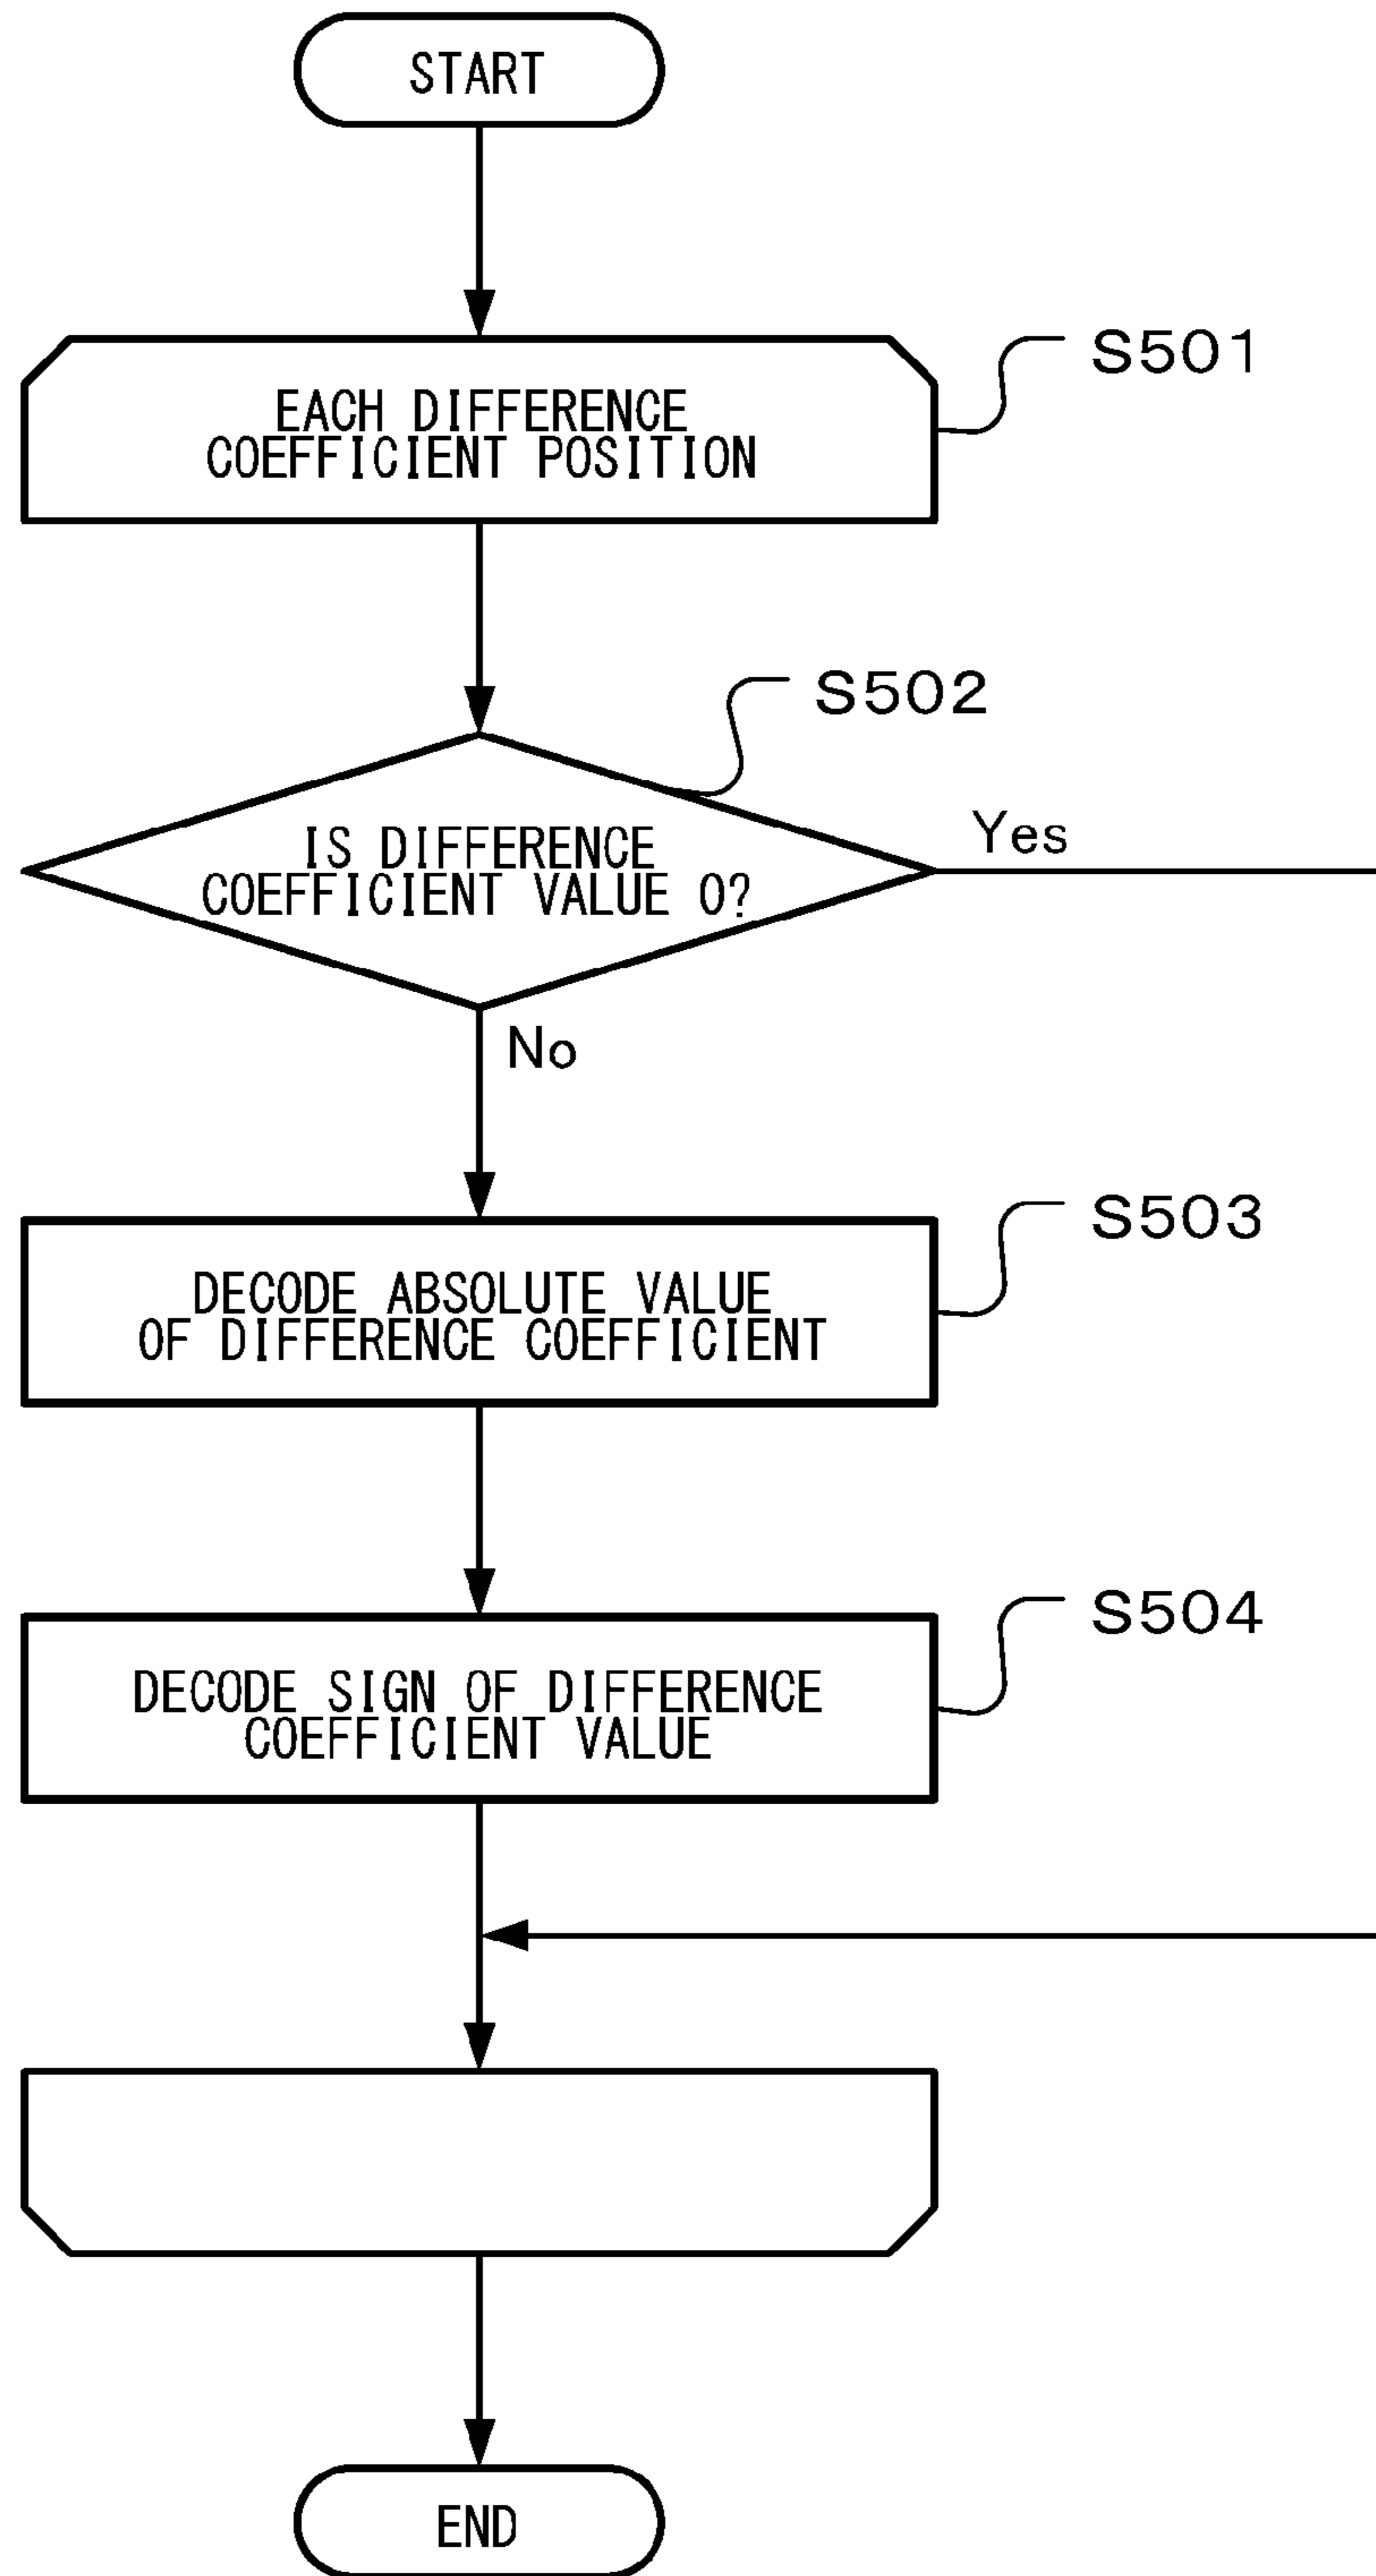 START
EACH DIFFERENCE
COEFFICIENT POSITION
S501
S502
IS DIFFERENCE
COEFFICIENT VALUE 0?
Yes
No
DECODE ABSOLUTE VALUE
OF DIFFERENCE COEFFICIENT
S503
DECODE SIGN OF DIFFERENCE
COEFFICIENT VALUE
S504
END